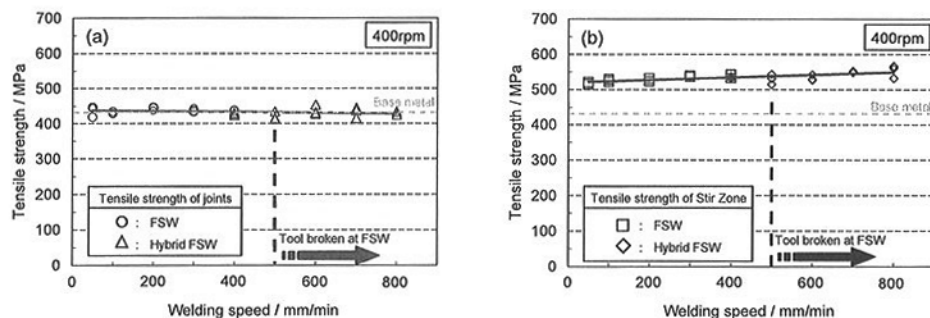 (a)
400rpm
Tensile strength / MPa
700
600
500
400
300
200
100
0
Base metal
Tensile strength of joints
○ : FSW
△ : Hybrid FSW
Tool broken at FSW
0 200 400 600 800
Welding speed / mm/min
(b)
400rpm
Tensile strength / MPa
700
600
500
400
300
200
100
0
Base metal
Tensile strength of Stir Zone
□ : FSW
◇ : Hybrid FSW
Tool broken at FSW
0 200 400 600 800
Welding speed / mm/min